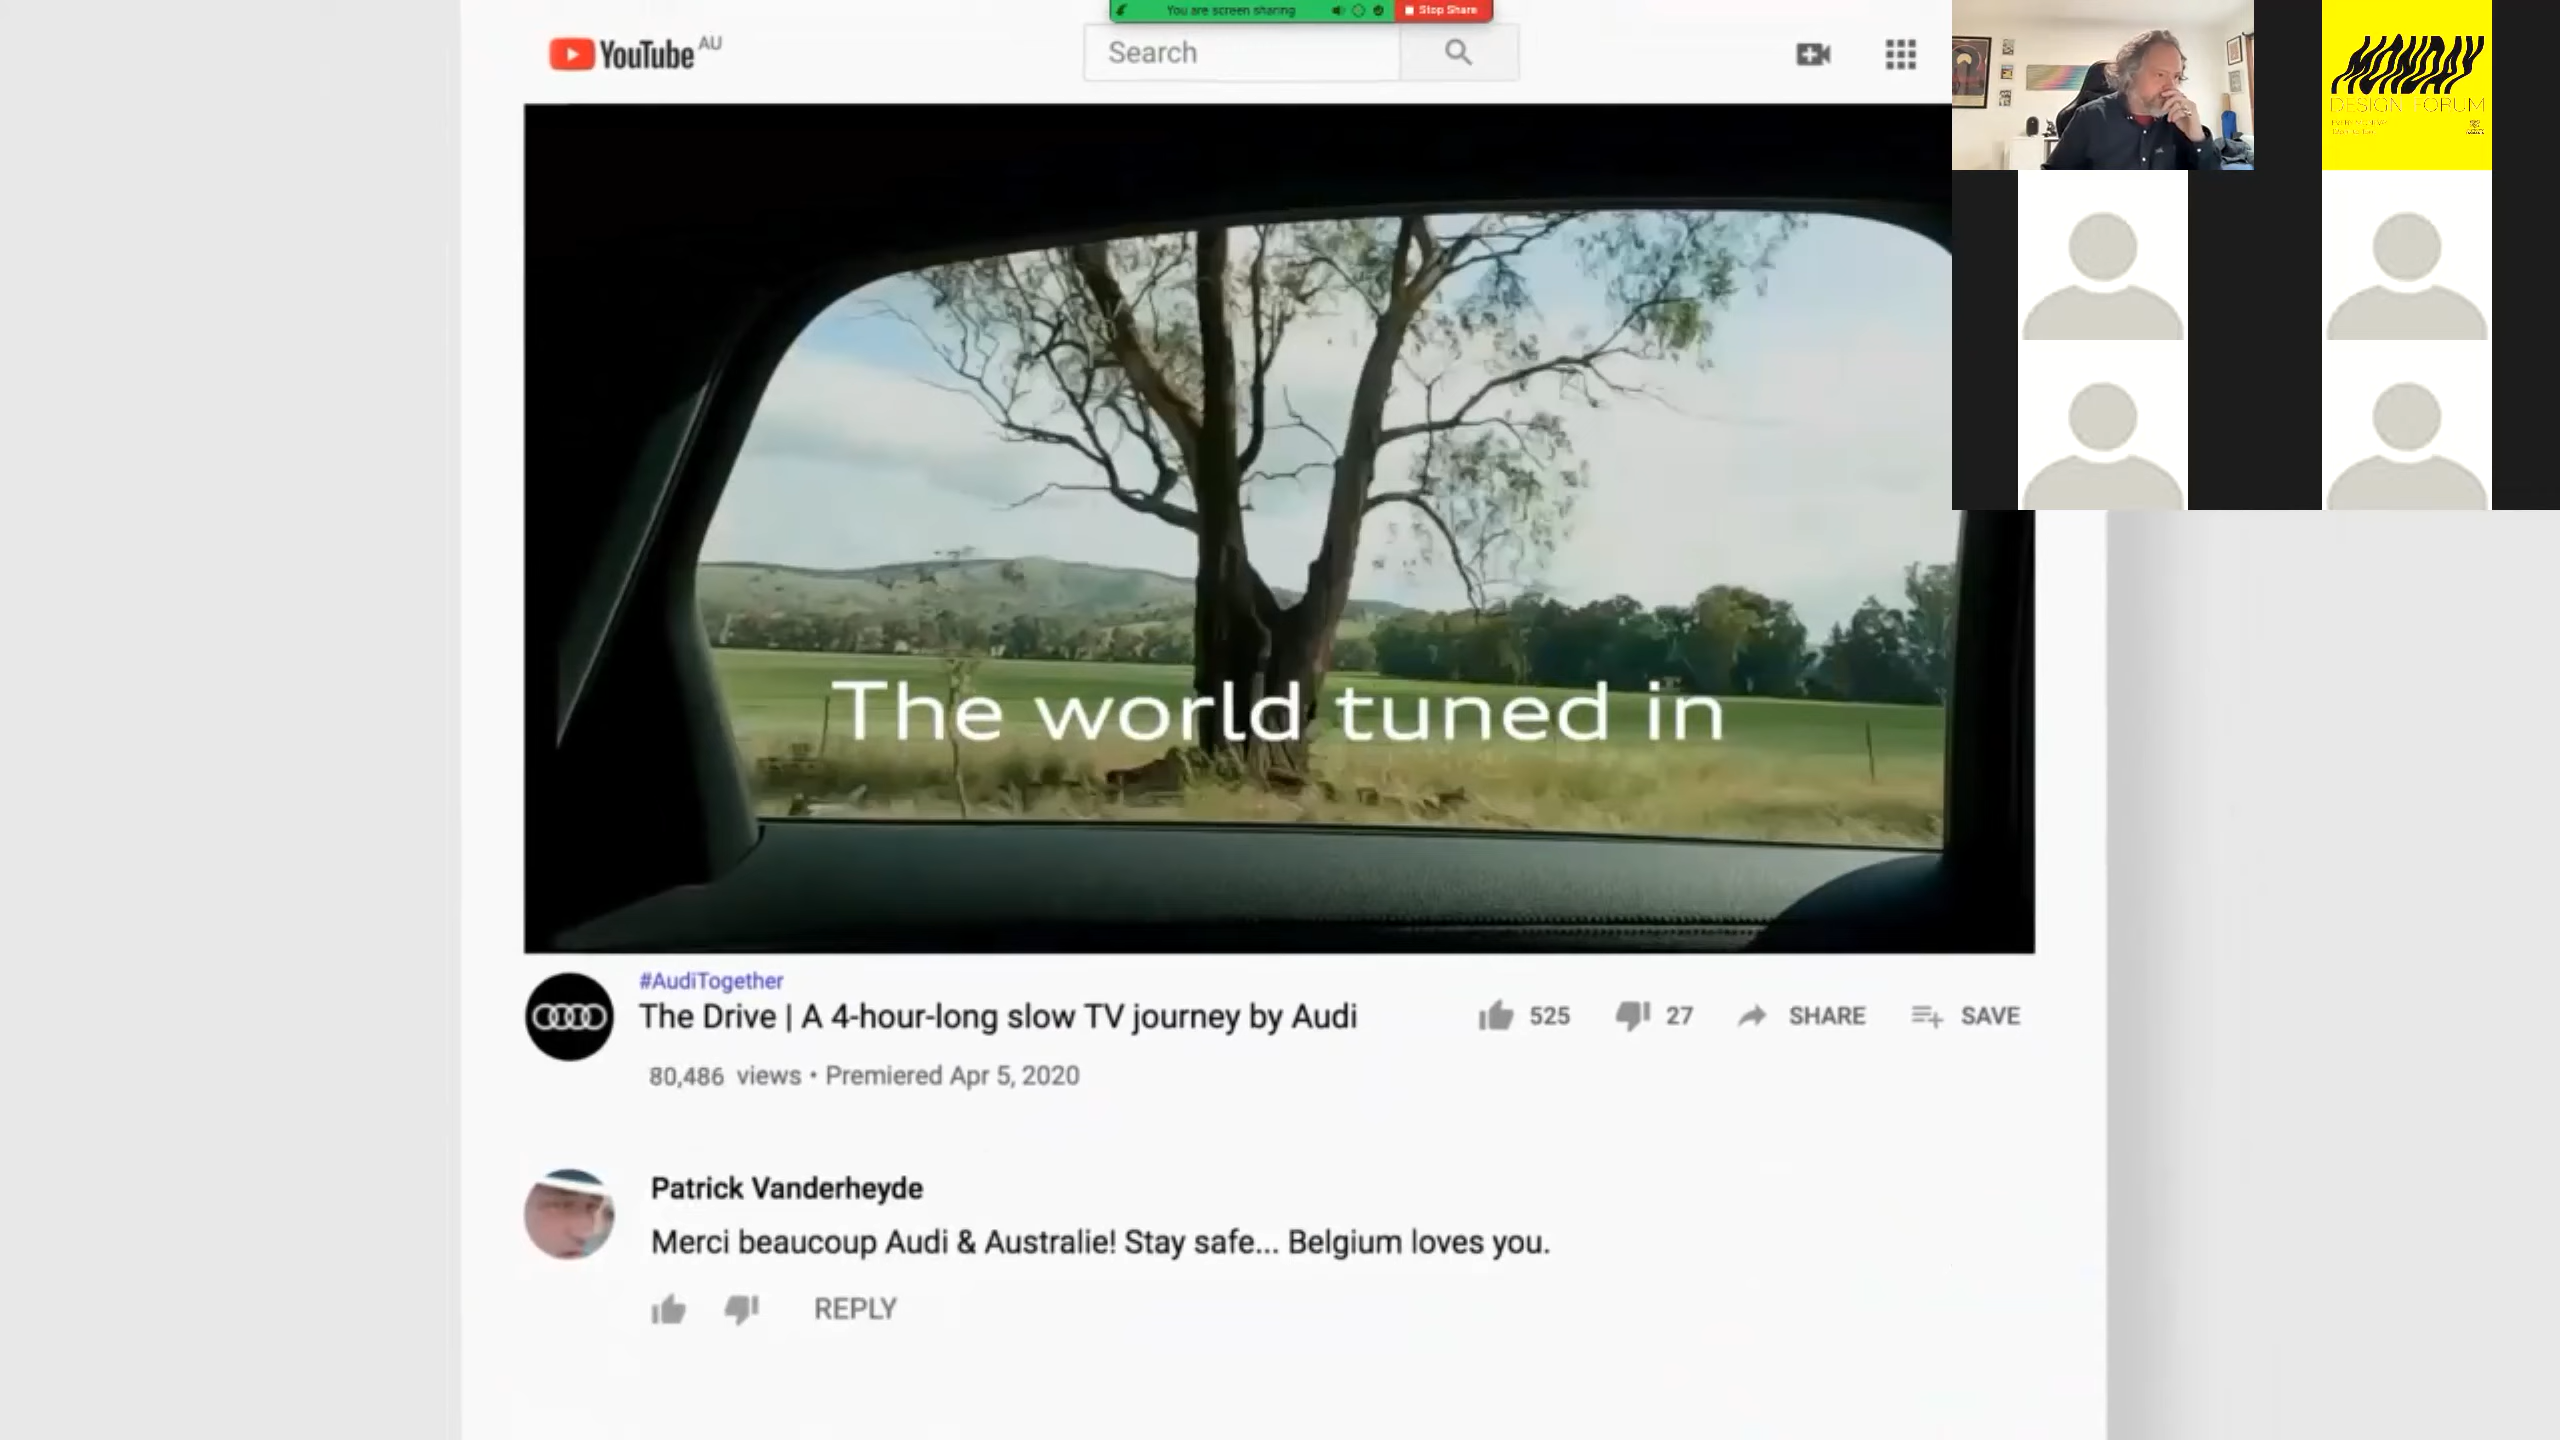 You are screen sharing
Stop Share
YouTube AU
Search
MONDAY
DESIGN FORUM
The world tuned in
#AudiTogether
The Drive | A 4-hour-long slow TV journey by Audi
525
27
SHARE
SAVE
80,486 views • Premiered Apr 5, 2020
Patrick Vanderheyde
Merci beaucoup Audi & Australie! Stay safe... Belgium loves you.
REPLY